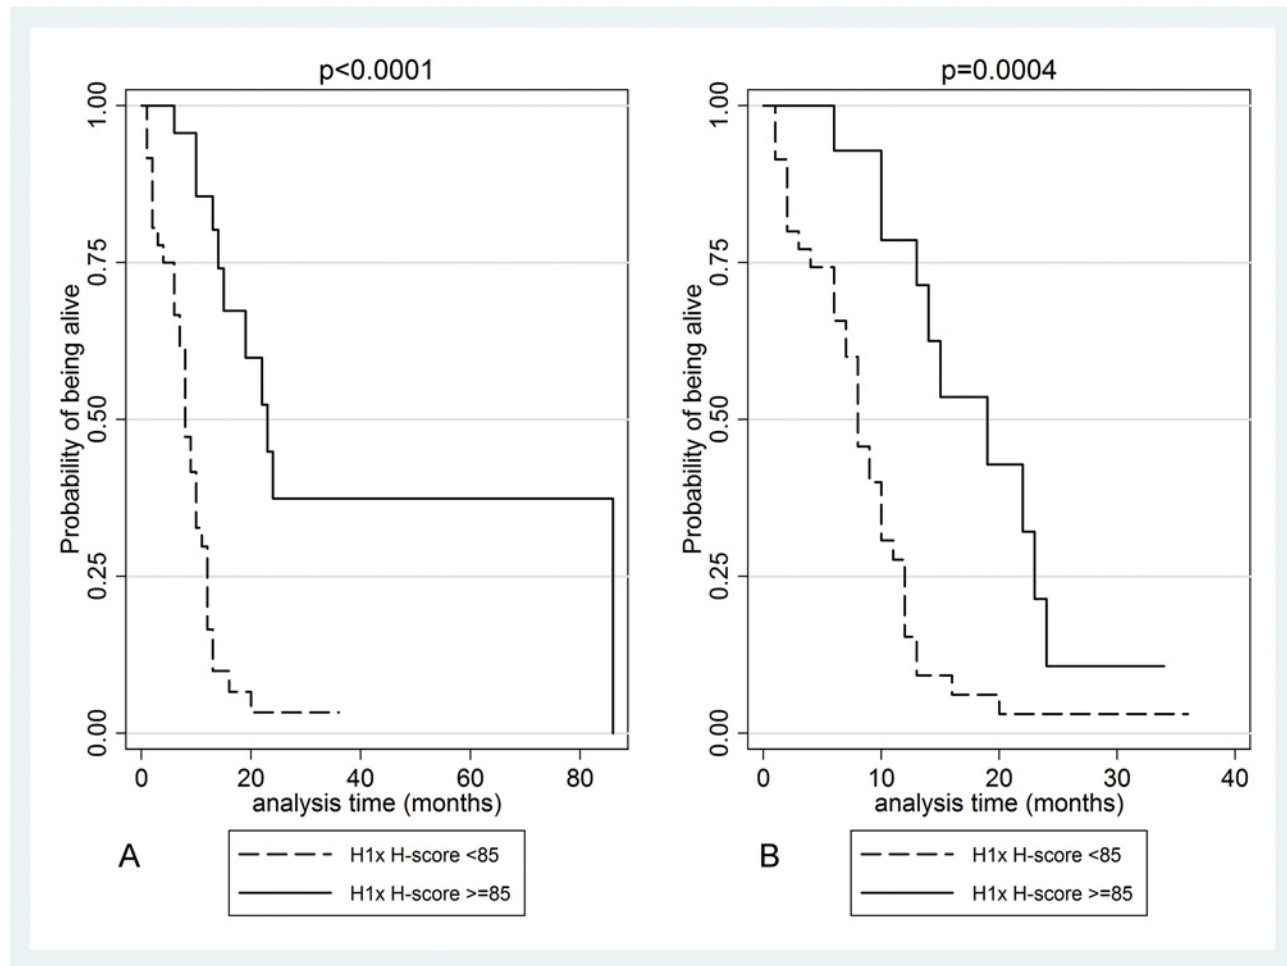 p<0.0001
Probability of being alive
1.00
0.75
0.50
0.25
0.00
0 20 40 60 80
analysis time (months)
A
H1x H-score <85
H1x H-score >=85
p=0.0004
Probability of being alive
1.00
0.75
0.50
0.25
0.00
0 10 20 30 40
analysis time (months)
B
H1x H-score <85
H1x H-score >=85